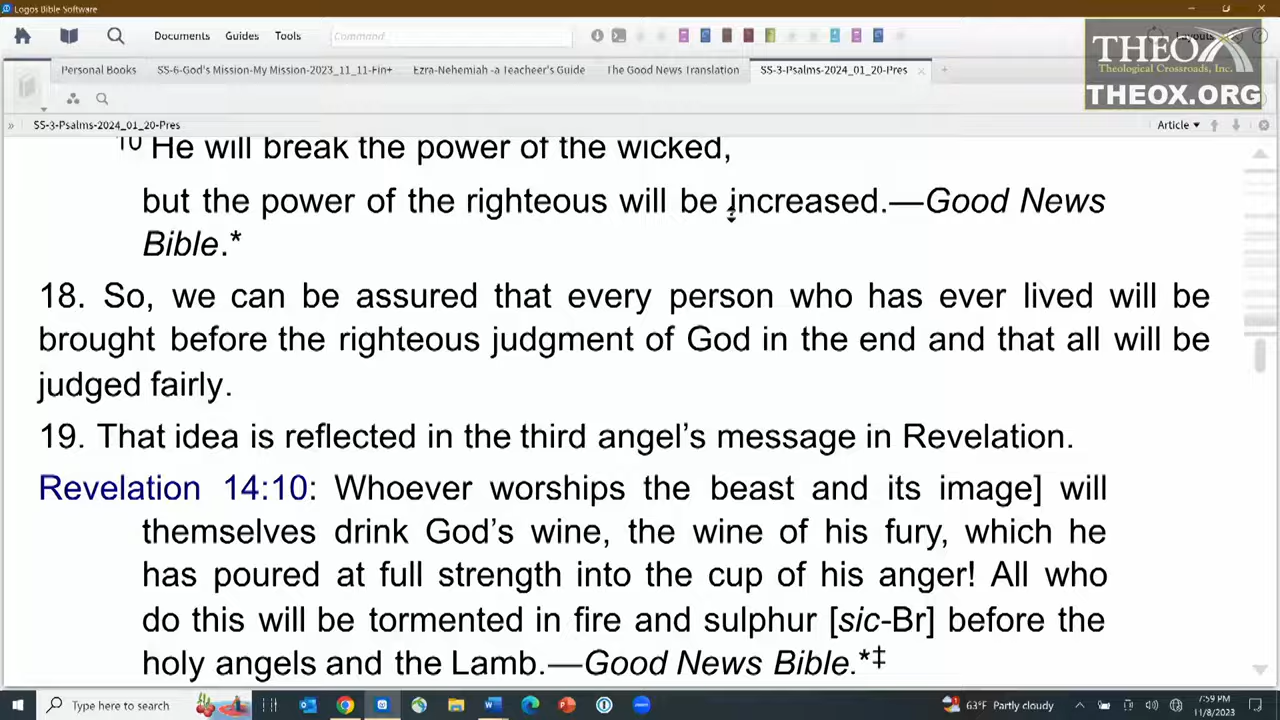 Logos Bible Software
Documents Guides Tools Command Layouts
THEOX
Theological Crossroads, Inc.
THEOX.ORG
Personal Books SS-6-God's Mission-My Mission-2023_11_11-Fin+ The Good News Translation SS-3-Psalms-2024_01_20-Pres
SS-3-Psalms-2024_01_20-Pres Article
10 He will break the power of the wicked,
but the power of the righteous will be increased.—Good News
Bible.*
18. So, we can be assured that every person who has ever lived will be
brought before the righteous judgment of God in the end and that all will be
judged fairly.
19. That idea is reflected in the third angel's message in Revelation.
Revelation 14:10: Whoever worships the beast and its image] will
themselves drink God's wine, the wine of his fury, which he
has poured at full strength into the cup of his anger! All who
do this will be tormented in fire and sulphur [sic-Br] before the
holy angels and the Lamb.—Good News Bible.*‡
Type here to search 63°F Partly cloudy 7:59 PM
11/8/2023